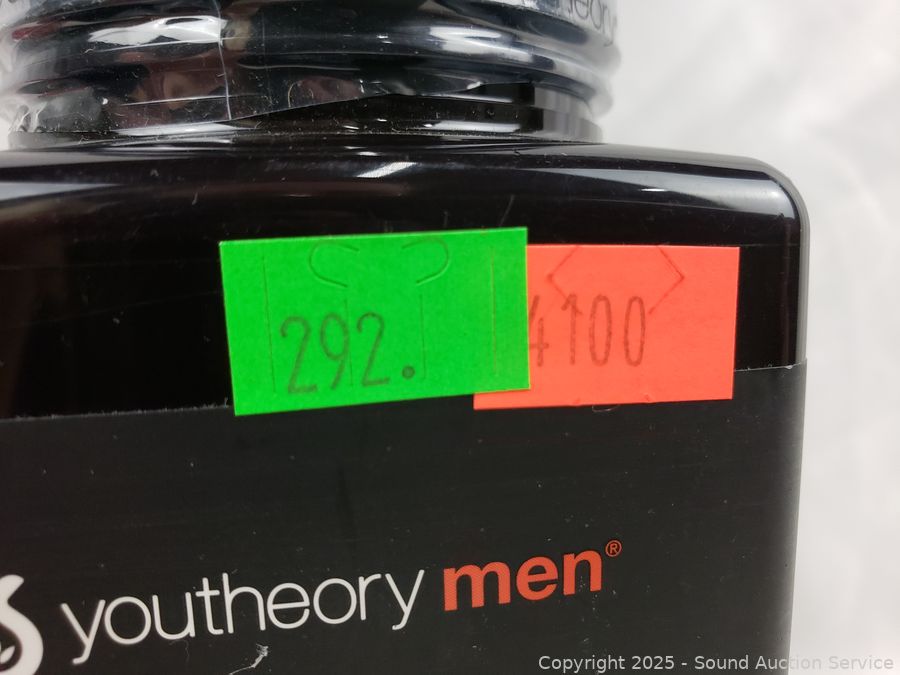 292.
4100
youtheory men®
Copyright 2025 - Sound Auction Service